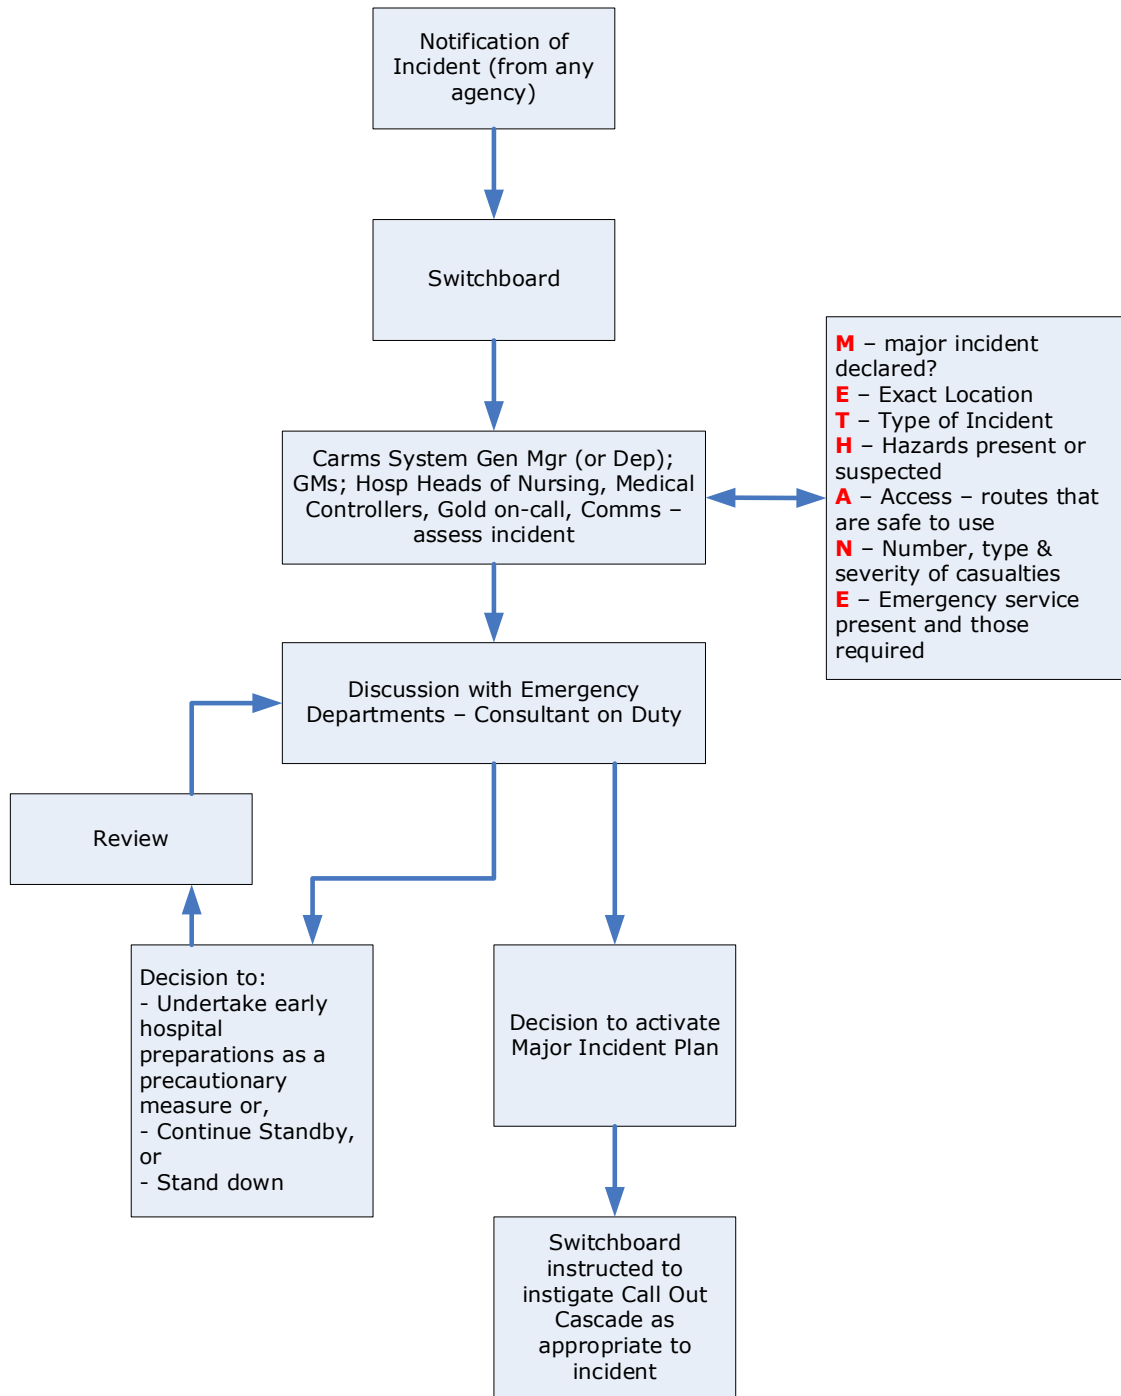 Notification of
Incident (from any
agency)
Switchboard
Carms System Gen Mgr (or Dep);
GMs; Hosp Heads of Nursing, Medical
Controllers, Gold on-call, Comms –
assess incident
M – major incident
declared?
E – Exact Location
T – Type of Incident
H – Hazards present or
suspected
A – Access – routes that
are safe to use
N – Number, type &
severity of casualties
E – Emergency service
present and those
required
Discussion with Emergency
Departments – Consultant on Duty
Review
Decision to:
- Undertake early
hospital
preparations as a
precautionary
measure or,
- Continue Standby,
or
- Stand down
Decision to activate
Major Incident Plan
Switchboard
instructed to
instigate Call Out
Cascade as
appropriate to
incident